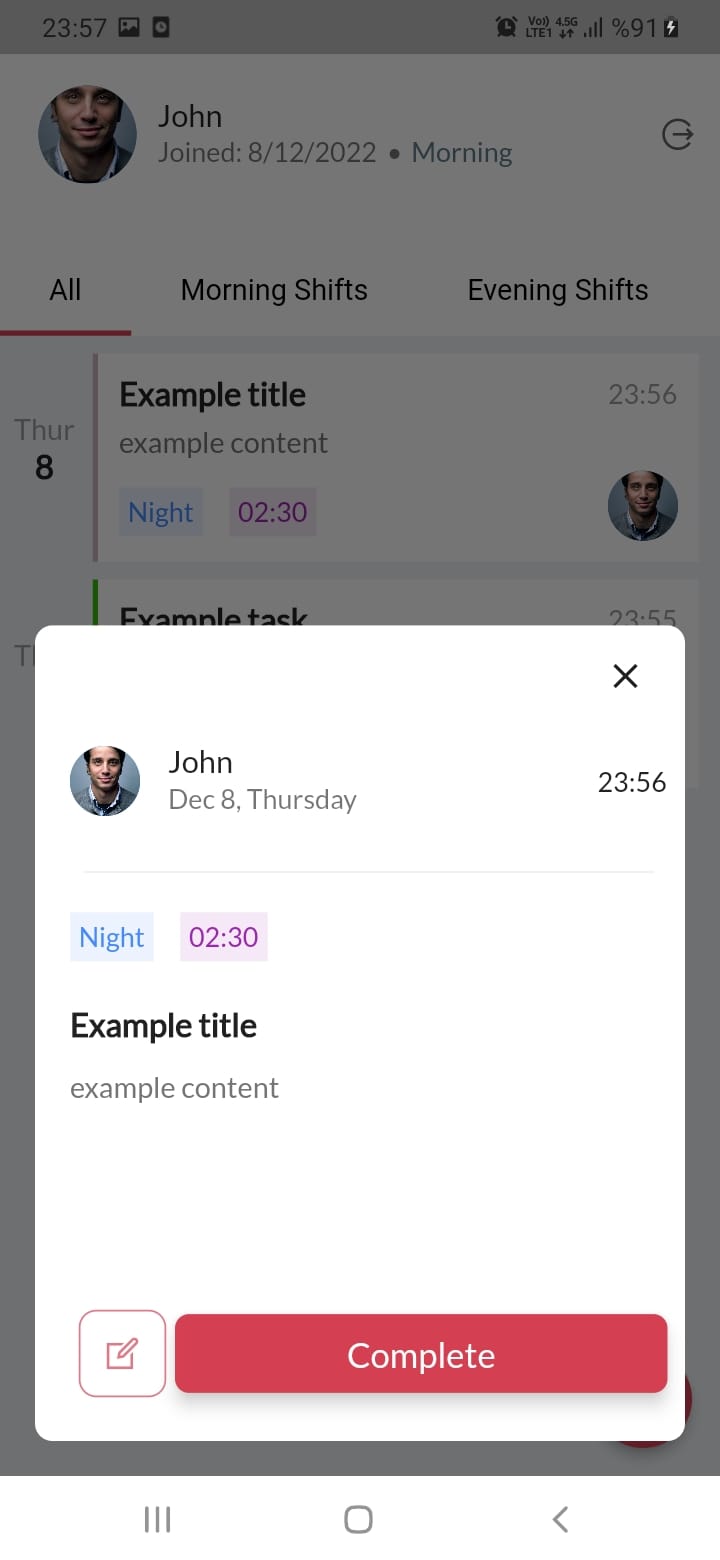 23:57 Vo)) 4.5G LTE1 %91
John
Joined: 8/12/2022 • Morning
All Morning Shifts Evening Shifts
Example title 23:56
Thur
example content
8
Night 02:30
Example task 23:55
John
Dec 8, Thursday
23:56
Night 02:30
Example title
example content
Complete